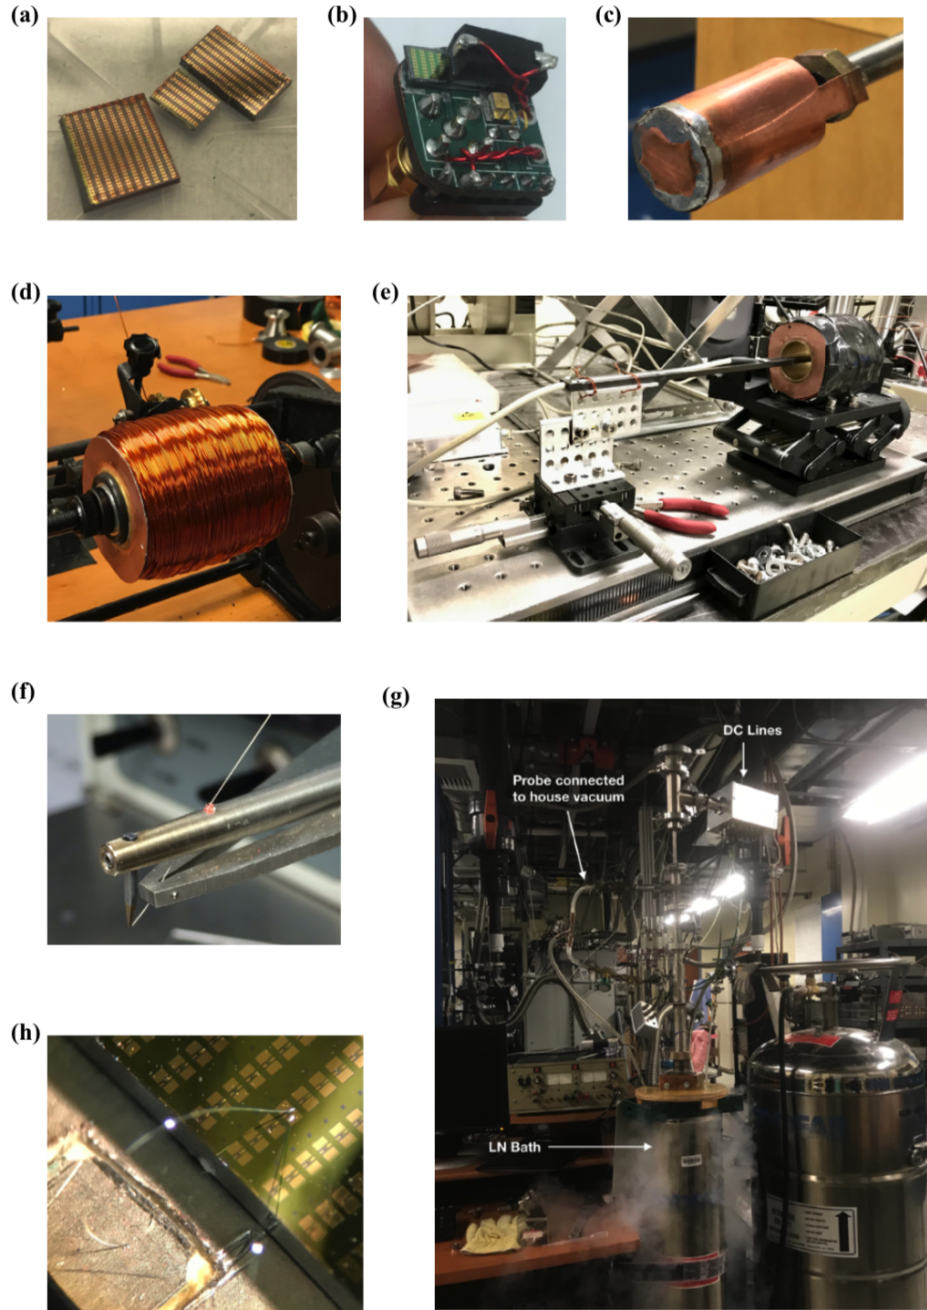 (a)
(b)
(c)
(d)
(e)
(f)
(g)
DC Lines
Probe connected
to house vacuum
(h)
LN Bath